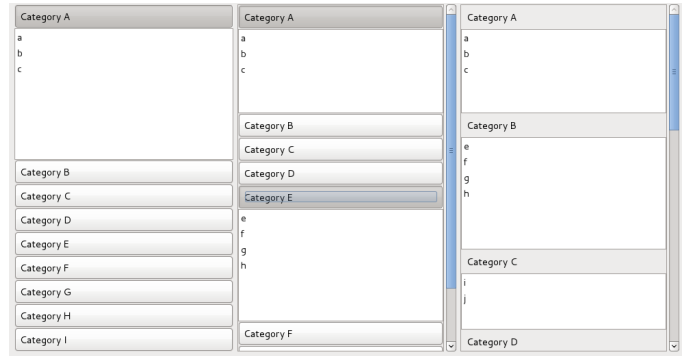 Category A
a
b
c
Category B
Category C
Category D
Category E
Category F
Category G
Category H
Category I
Category A
a
b
c
Category B
Category C
Category D
Category E
e
f
g
h
Category F
Category A
a
b
c
Category B
e
f
g
h
Category C
i
j
Category D